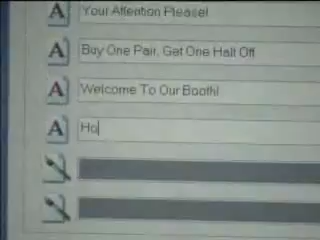 A Your Attention Please!
A Buy One Pair, Get One Half Off
A Welcome To Our Booth!
A Ho